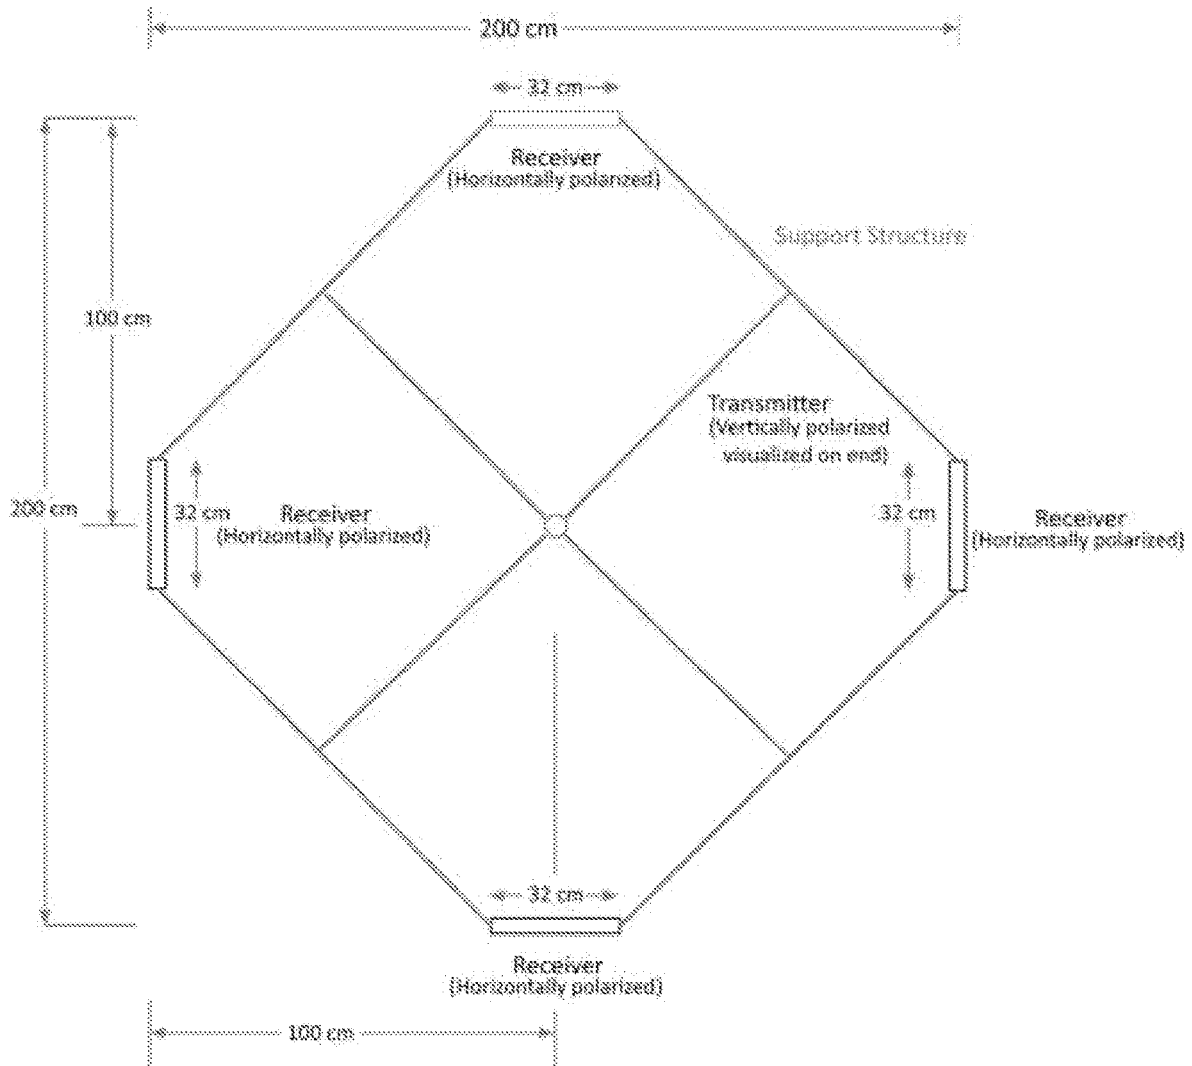 200 cm
32 cm
Receiver
(Horizontally polarized)
Support Structure
100 cm
Transmitter
(Vertically polarized
visualized on end)
200 cm
32 cm
Receiver
(Horizontally polarized)
32 cm
Receiver
(Horizontally polarized)
32 cm
Receiver
(Horizontally polarized)
100 cm